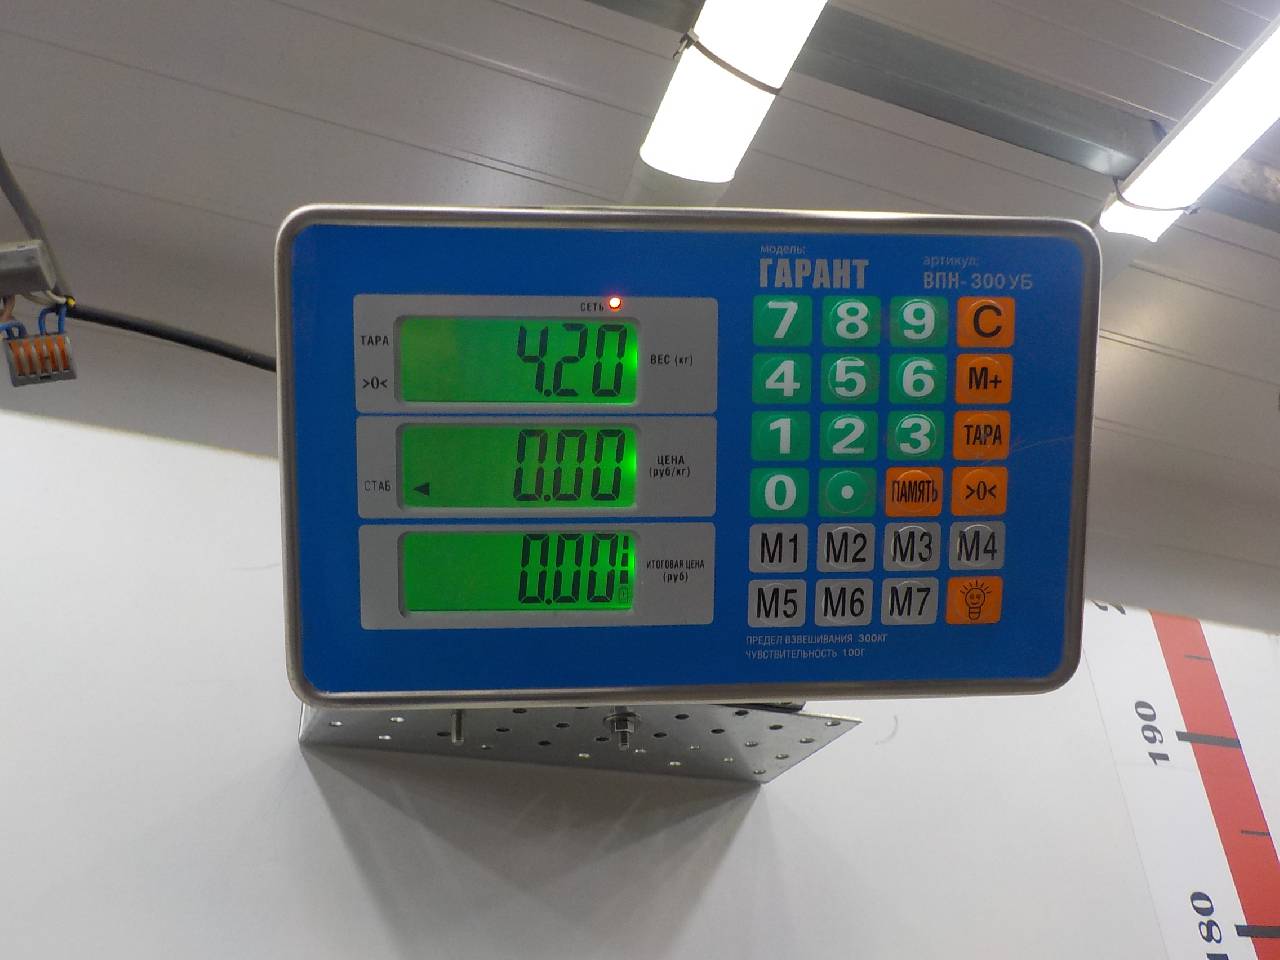 модель:
ГАРАНТ
артикул:
ВПН-300УБ
СЕТЬ
ТАРА
>0<
4.20
ВЕС (кг)
СТАБ
0.00
ЦЕНА
(руб/кг)
0.00
ИТОГОВАЯ ЦЕНА
(руб)
7 8 9 C
4 5 6 M+
1 2 3 ТАРА
0 . ПАМЯТЬ >0<
M1 M2 M3 M4
M5 M6 M7
ПРЕДЕЛ ВЗВЕШИВАНИЯ 300КГ
ЧУВСТВИТЕЛЬНОСТЬ 100Г
190
180